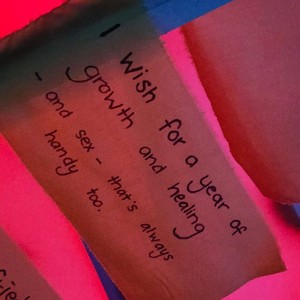 I wish for a year of
growth and healing
- and sex - that's always
handy too.